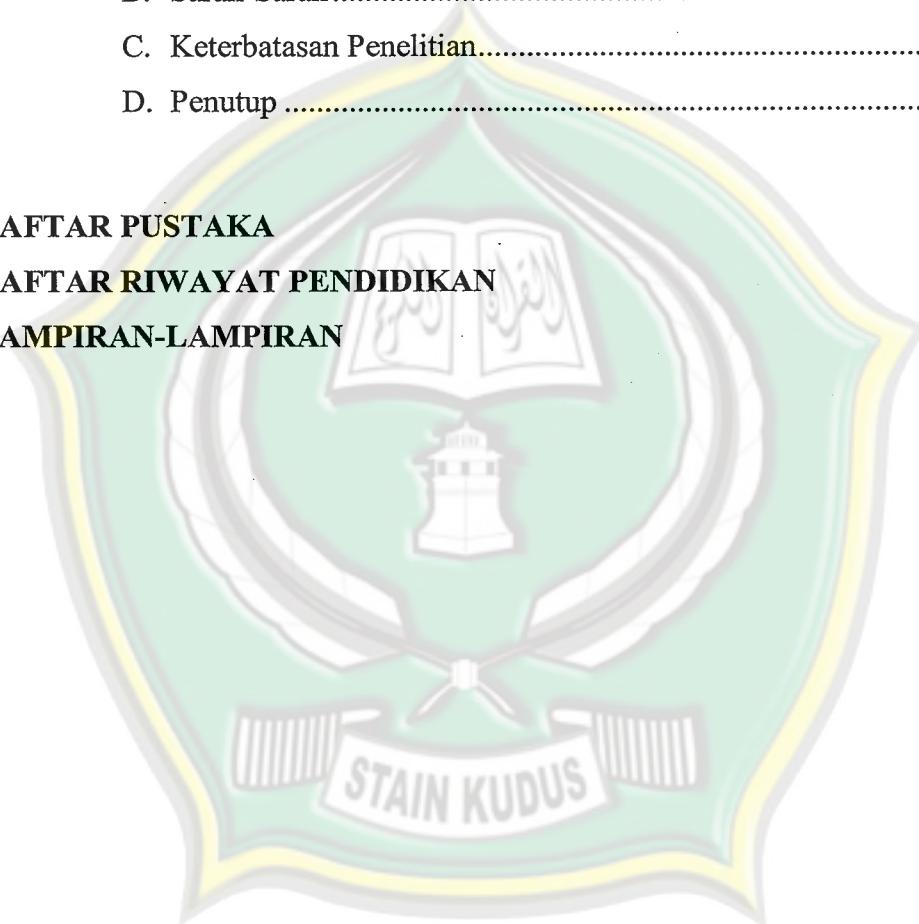 C. Keterbatasan Penelitian
D. Penutup
AFTAR PUSTAKA
AFTAR RIWAYAT PENDIDIKAN
AMPIRAN-LAMPIRAN
STAIN KUDUS